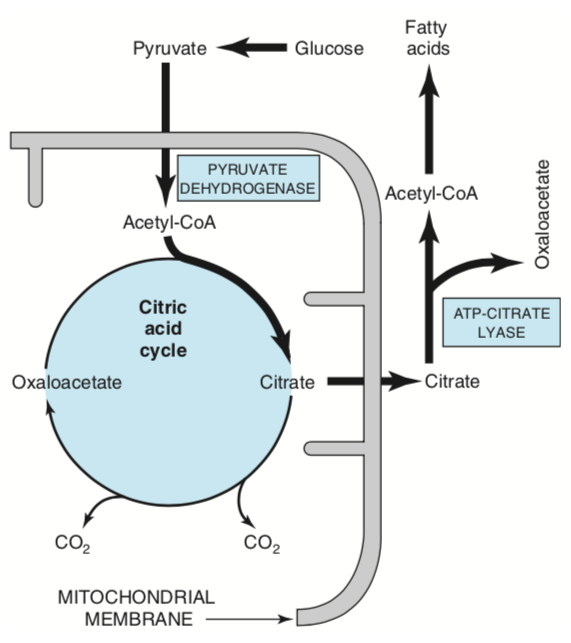 Fatty
acids
Pyruvate
Glucose
PYRUVATE
DEHYDROGENASE
Acetyl-CoA
Acetyl-CoA
Oxaloacetate
Citric
acid
cycle
ATP-CITRATE
LYASE
Oxaloacetate
Citrate
Citrate
CO2
CO2
MITOCHONDRIAL
MEMBRANE